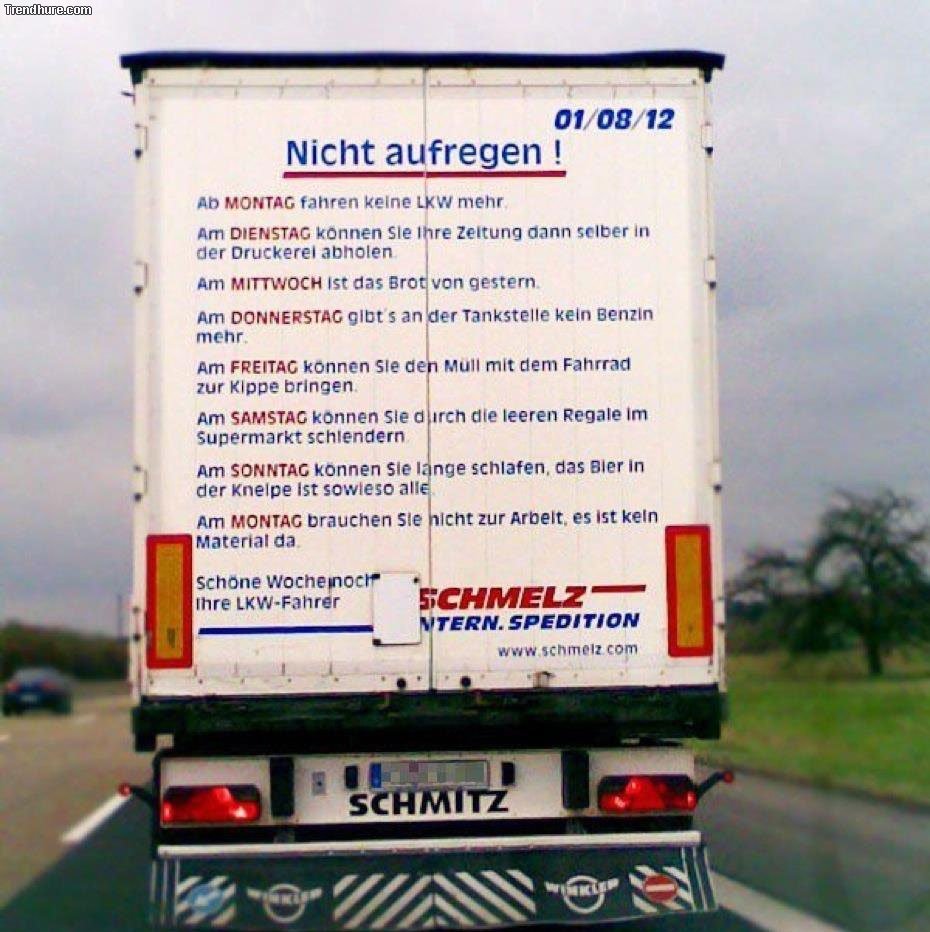 Trendhure.com
01/08/12
Nicht aufregen !
Ab MONTAG fahren keine LKW mehr.
Am DIENSTAG können Sie Ihre Zeitung dann selber in
der Druckerei abholen.
Am MITTWOCH ist das Brot von gestern.
Am DONNERSTAG gibt's an der Tankstelle kein Benzin
mehr.
Am FREITAG können Sie den Müll mit dem Fahrrad
zur Kippe bringen.
Am SAMSTAG können Sie durch die leeren Regale im
Supermarkt schlendern.
Am SONNTAG können Sie lange schlafen, das Bier in
der Kneipe ist sowieso alle.
Am MONTAG brauchen Sie nicht zur Arbeit, es ist kein
Material da.
Schöne Woche noch
Ihre LKW-Fahrer
SCHMELZ
INTERN. SPEDITION
www.schmelz.com
SCHMITZ
WINKLER
WINKLER